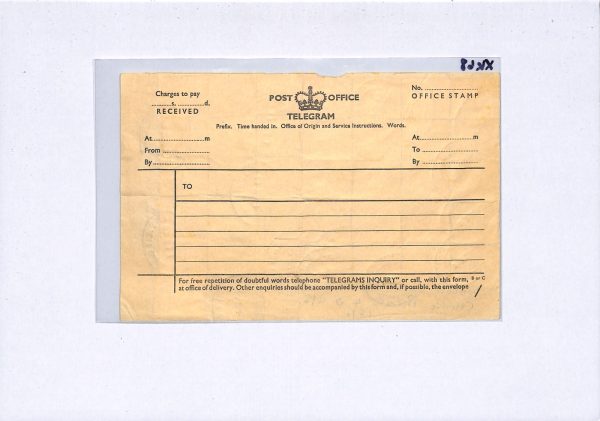 Charges to pay
s. d.
RECEIVED
POST OFFICE
TELEGRAM
Prefix. Time handed in. Office of Origin and Service Instructions. Words.
No.
OFFICE STAMP
At m
From
By
At m
To
By
TO
For free repetition of doubtful words telephone "TELEGRAMS INQUIRY" or call, with this form,
at office of delivery. Other enquiries should be accompanied by this form and, if possible, the envelope
B or C